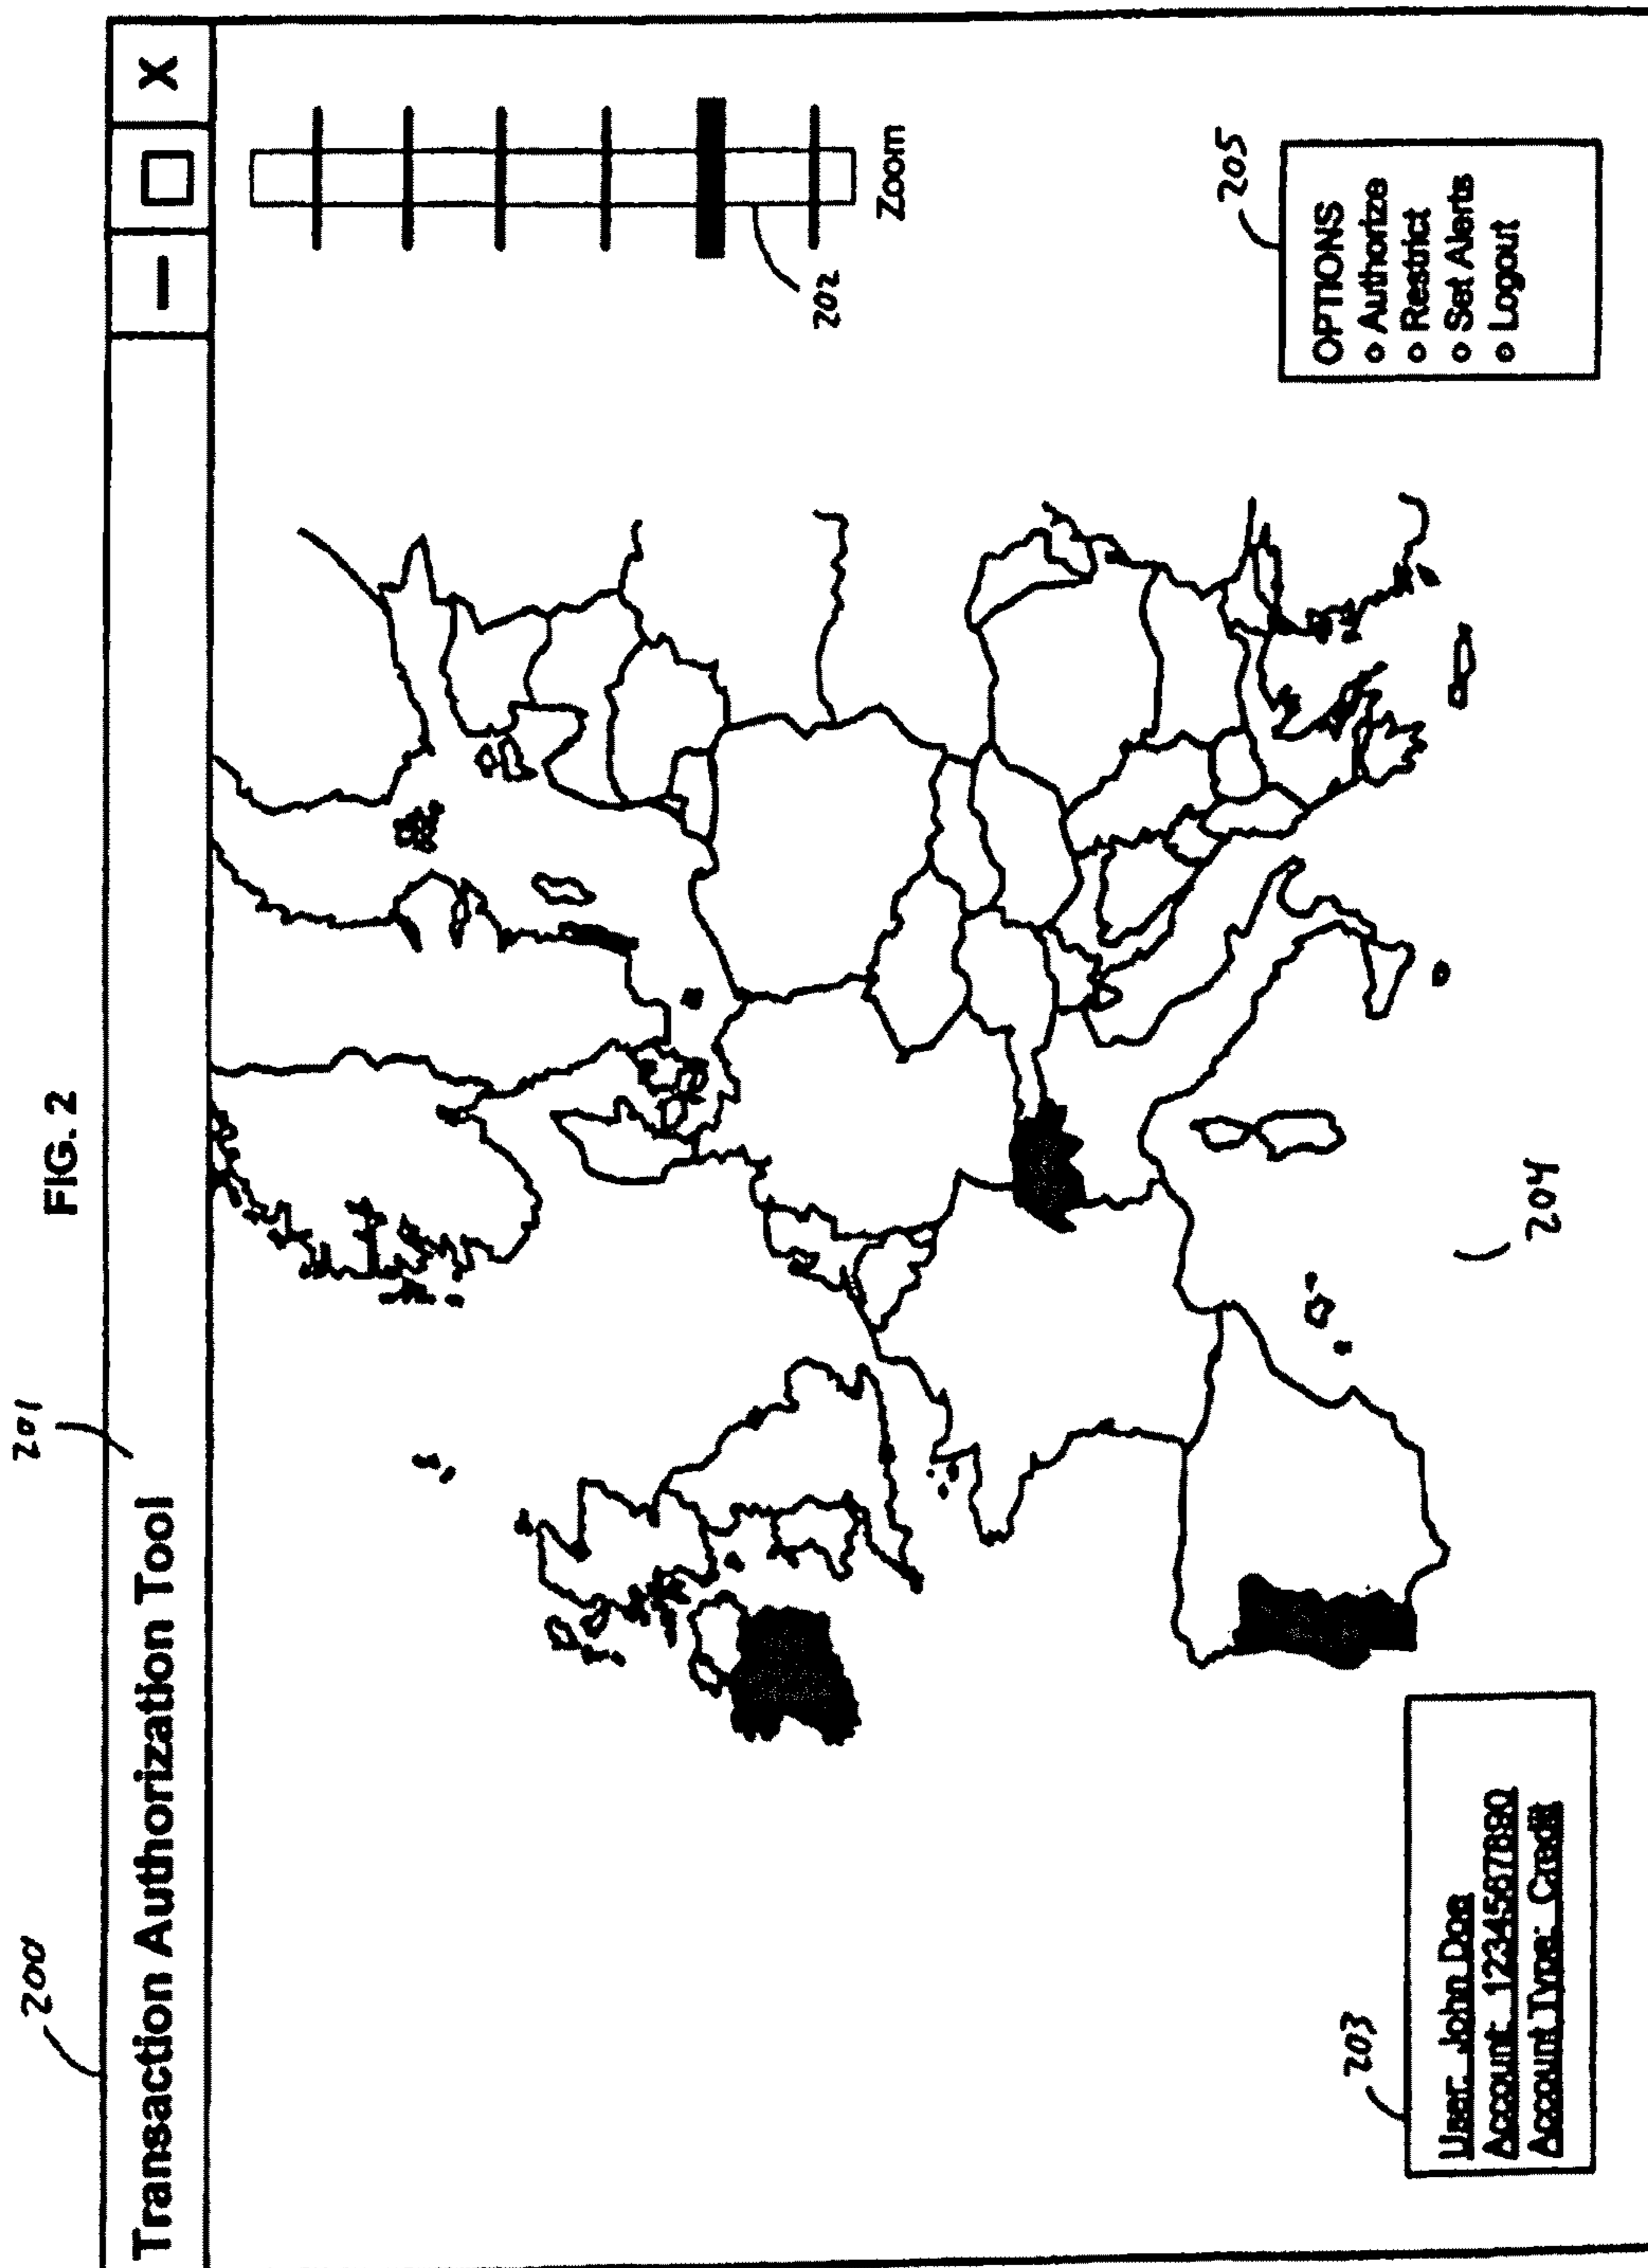 FIG. 2
200
201
Transaction Authorization Tool
X
202
Zoom
203
User: John Doe
Account: 1234567890
Account Type: Credit
204
205
OPTIONS
Authorize
Restrict
Set Alerts
Logout